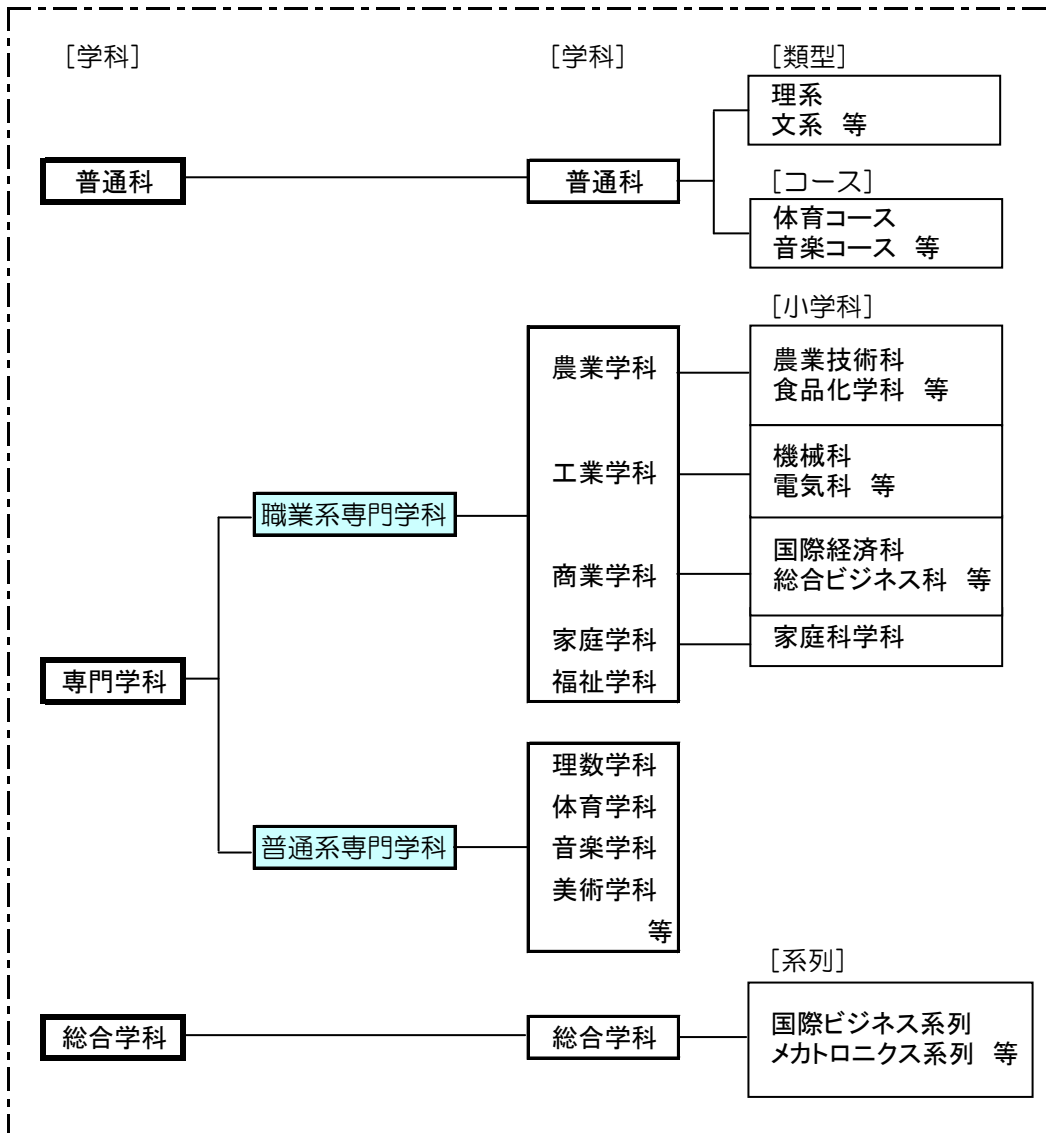 [学科]
[学科]
[類型]
理系
文系 等
普通科
普通科
[コース]
体育コース
音楽コース 等
[小学科]
農業学科
農業技術科
食品化学科 等
工業学科
機械科
電気科 等
職業系専門学科
商業学科
国際経済科
総合ビジネス科 等
家庭学科
家庭科学科
専門学科
福祉学科
理数学科
体育学科
普通系専門学科
音楽学科
美術学科
等
[系列]
総合学科
総合学科
国際ビジネス系列
メカトロニクス系列 等